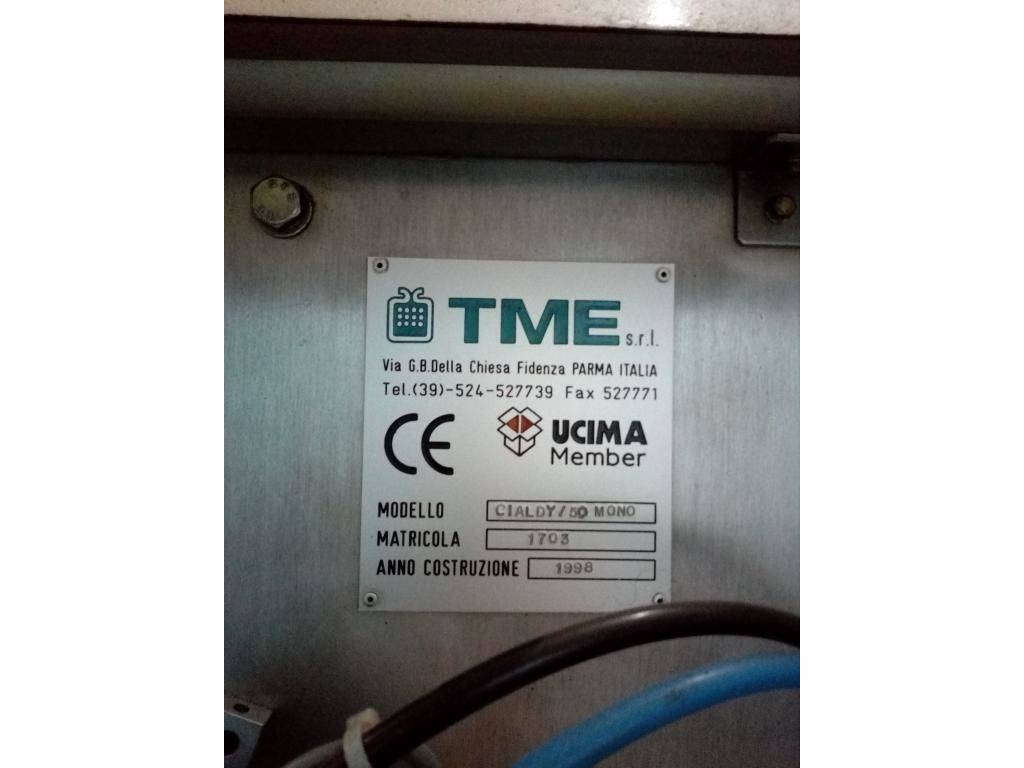 TME s.r.l.
Via G.B.Della Chiesa Fidenza PARMA ITALIA
Tel.(39)-524-527739 Fax 527771
CE UCIMA
Member
MODELLO CIALDY/50 MONO
MATRICOLA 1703
ANNO COSTRUZIONE 1998